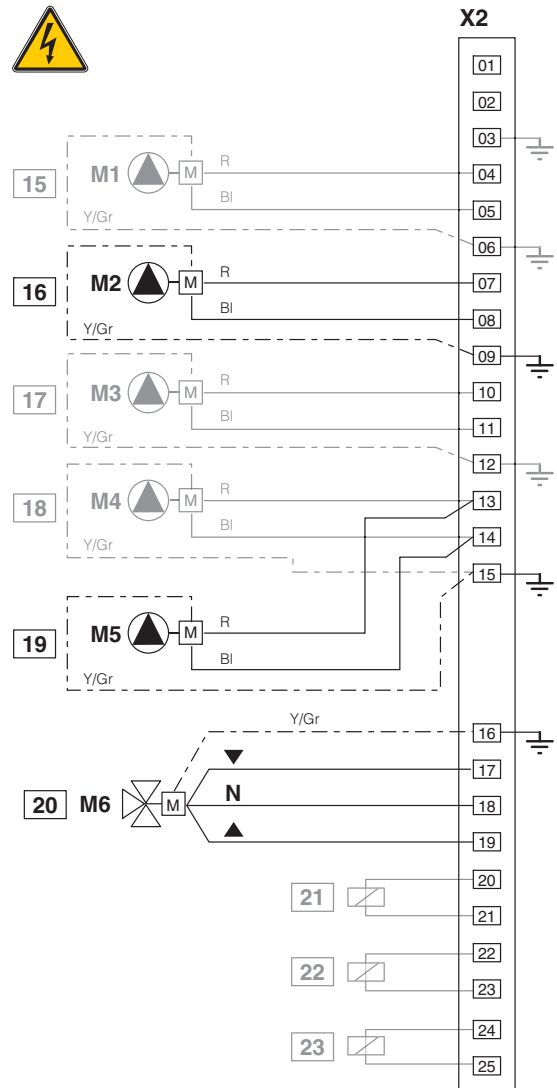 X2
01
02
03
R
15 M1 M 04
Bl
05
Y/Gr
06
R
16 M2 M 07
Bl
08
Y/Gr
09
R
17 M3 M 10
Bl
11
Y/Gr
12
R
18 M4 M 13
Bl
14
Y/Gr
15
R
19 M5 M
Bl
Y/Gr
Y/Gr
16
17
20 M6 M N 18
19
20
21
21
22
22
23
24
23
25